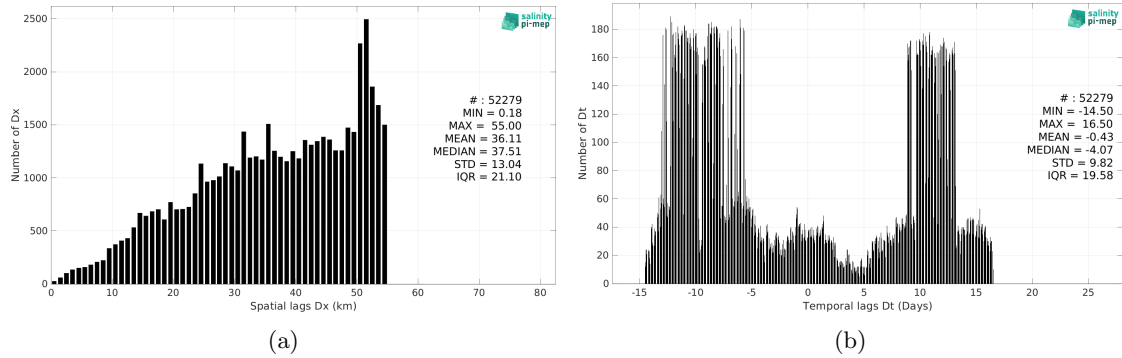 salinity
pi-mep
2500
2000
1500
1000
500
0
Number of Dx
# : 52279
MIN = 0.18
MAX = 55.00
MEAN = 36.11
MEDIAN = 37.51
STD = 13.04
IQR = 21.10
0 10 20 30 40 50 60 70 80
Spatial lags Dx (km)
(a)
salinity
pi-mep
180
160
140
120
100
80
60
40
20
0
Number of Dt
# : 52279
MIN = -14.50
MAX = 16.50
MEAN = -0.43
MEDIAN = -4.07
STD = 9.82
IQR = 19.58
-15 -10 -5 0 5 10 15 20 25
Temporal lags Dt (Days)
(b)